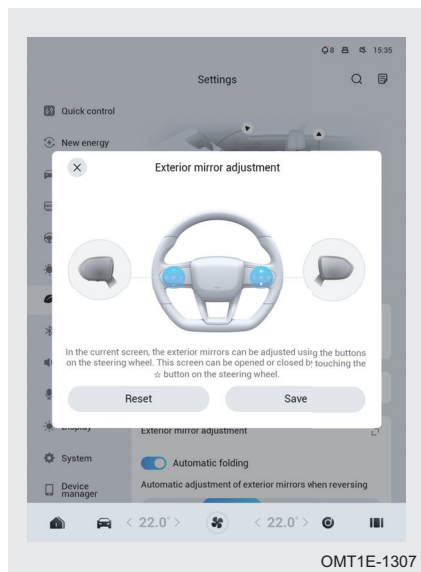 8 15:35
Settings
Quick control
New energy
Exterior mirror adjustment
In the current screen, the exterior mirrors can be adjusted using the buttons
on the steering wheel. This screen can be opened or closed by touching the
☆ button on the steering wheel.
Reset Save
Display
Exterior mirror adjustment
System
Automatic folding
Device
manager
Automatic adjustment of exterior mirrors when reversing
< 22.0° > < 22.0° >
OMT1E-1307